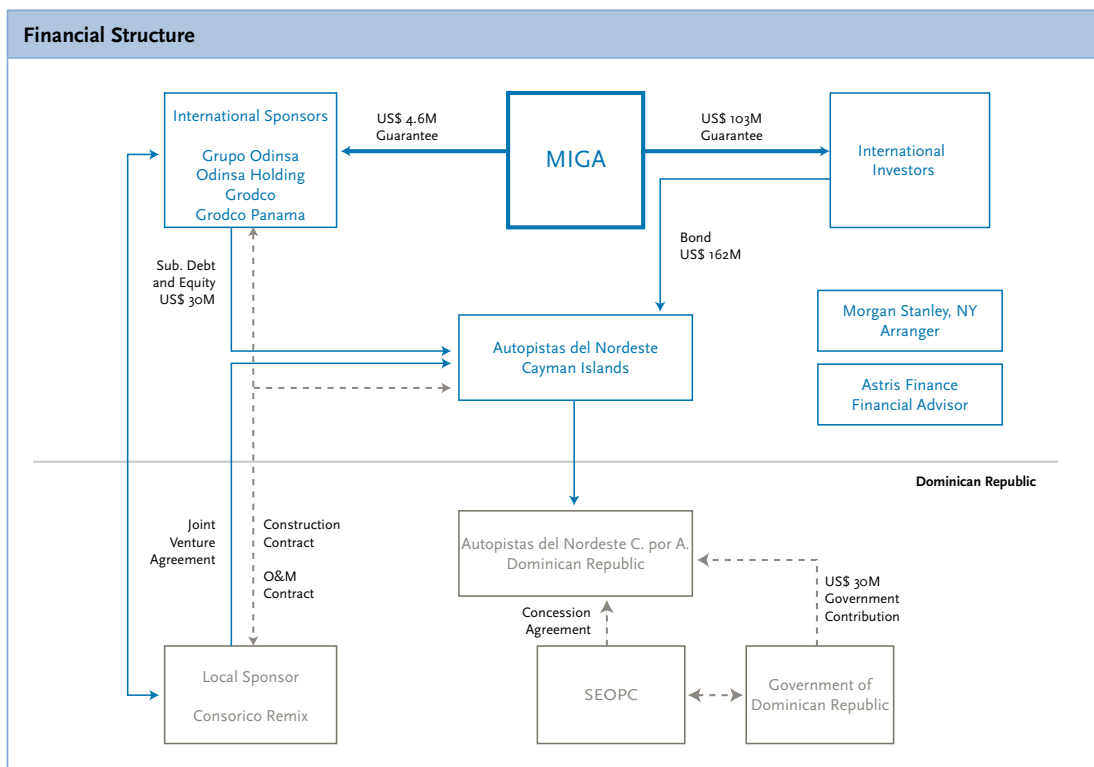 Financial Structure
International Sponsors
Grupo Odinsa
Odinsa Holding
Grodco
Grodco Panama
US$ 4.6M
Guarantee
MIGA
US$ 103M
Guarantee
International
Investors
Sub. Debt
and Equity
US$ 30M
Bond
US$ 162M
Autopistas del Nordeste
Cayman Islands
Morgan Stanley, NY
Arranger
Astris Finance
Financial Advisor
Dominican Republic
Joint
Venture
Agreement
Construction
Contract
O&M
Contract
Autopistas del Nordeste C. por A.
Dominican Republic
Concession
Agreement
US$ 30M
Government
Contribution
Local Sponsor
Consorico Remix
SEOPC
Government of
Dominican Republic